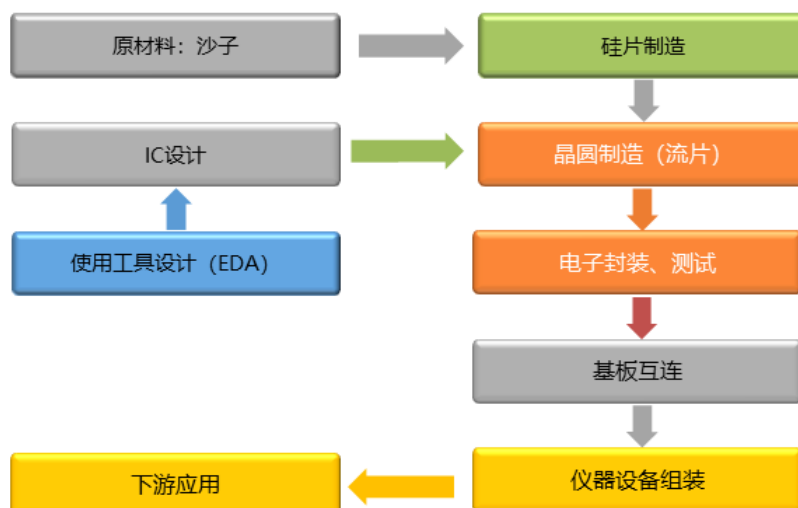 原材料：沙子
硅片制造
IC设计
晶圆制造（流片）
使用工具设计（EDA）
电子封装、测试
基板互连
下游应用
仪器设备组装